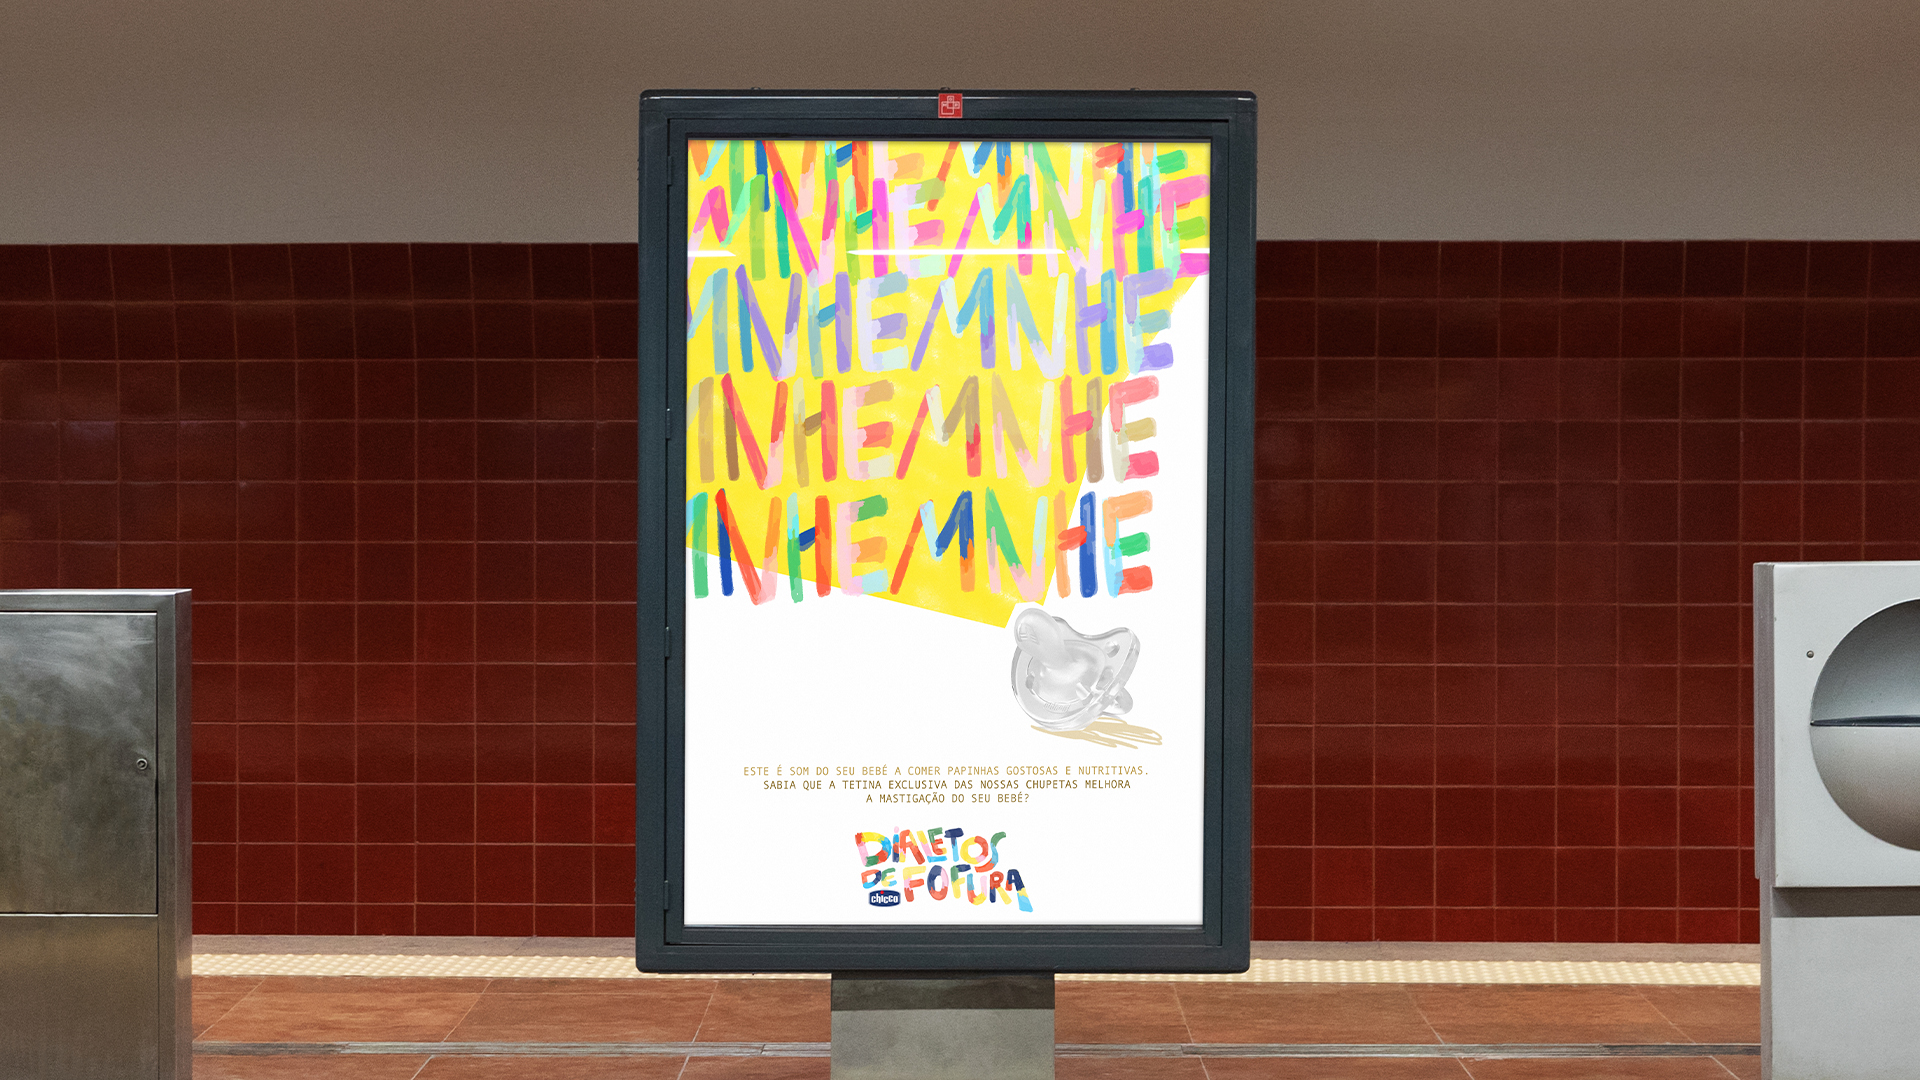 MNHEMNHE
MNHEMNHE
MNHEMNHE
MNHEMNHE
MNHEMNHE
ESTE É SOM DO SEU BEBÉ A COMER PAPINHAS GOSTOSAS E NUTRITIVAS.
SABIA QUE A TETINA EXCLUSIVA DAS NOSSAS CHUPETAS MELHORA
A MASTIGAÇÃO DO SEU BEBÉ?
DIALETOS
DE FOFURA
chicco